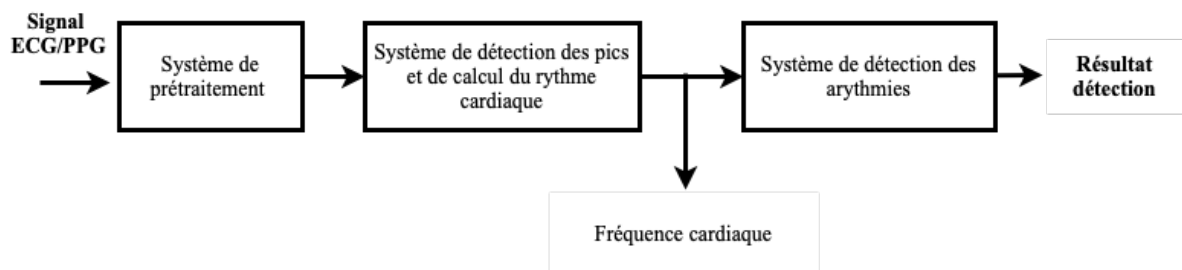 Signal
ECG/PPG
Système de
prétraitement
Système de détection des pics
et de calcul du rythme
cardiaque
Système de détection des
arythmies
Résultat
détection
Fréquence cardiaque